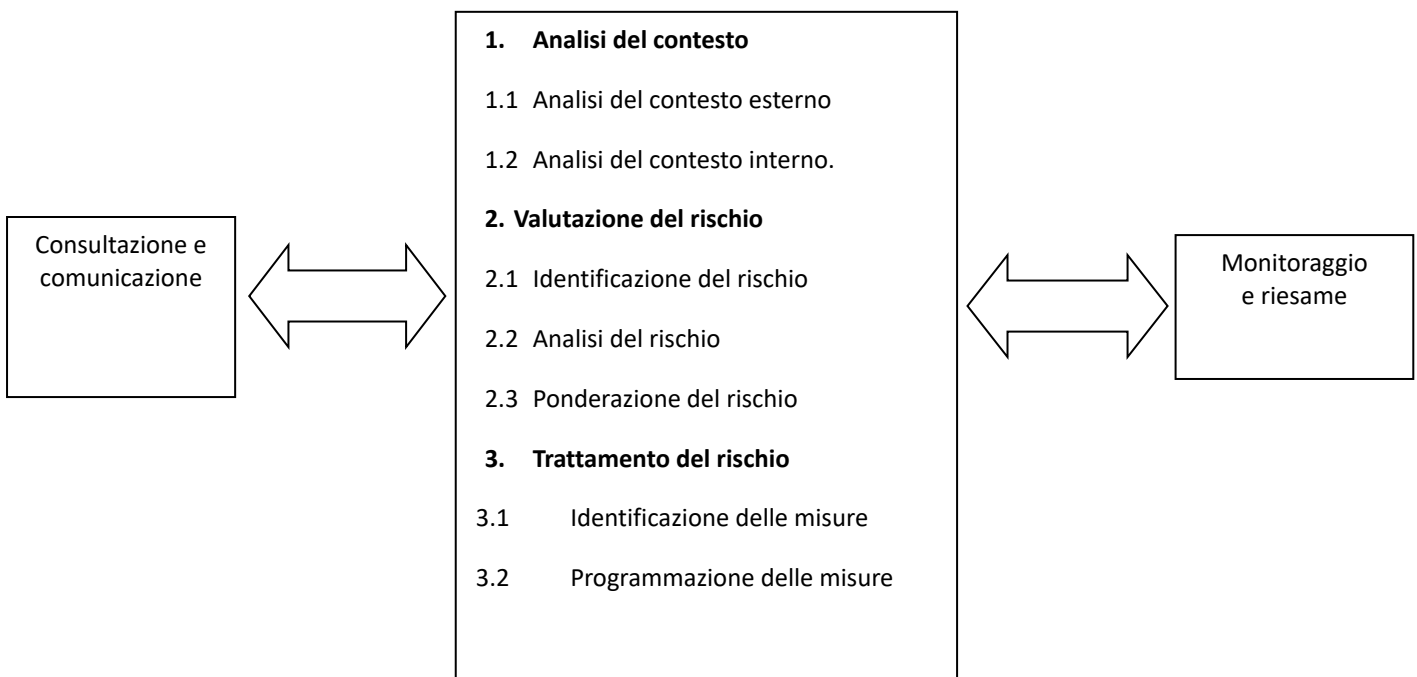 Consultazione e
comunicazione
1. Analisi del contesto
1.1 Analisi del contesto esterno
1.2 Analisi del contesto interno.
2. Valutazione del rischio
2.1 Identificazione del rischio
2.2 Analisi del rischio
2.3 Ponderazione del rischio
3. Trattamento del rischio
3.1 Identificazione delle misure
3.2 Programmazione delle misure
Monitoraggio
e riesame